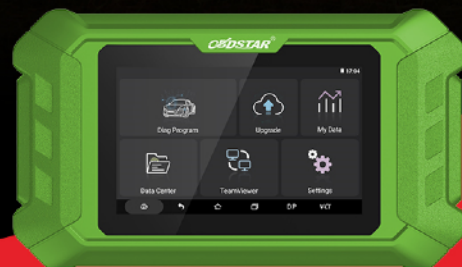 OBDSTAR®
17:04
Diag Program
Upgrade
My Data
Data Center
TeamViewer
Settings
DP
VCI